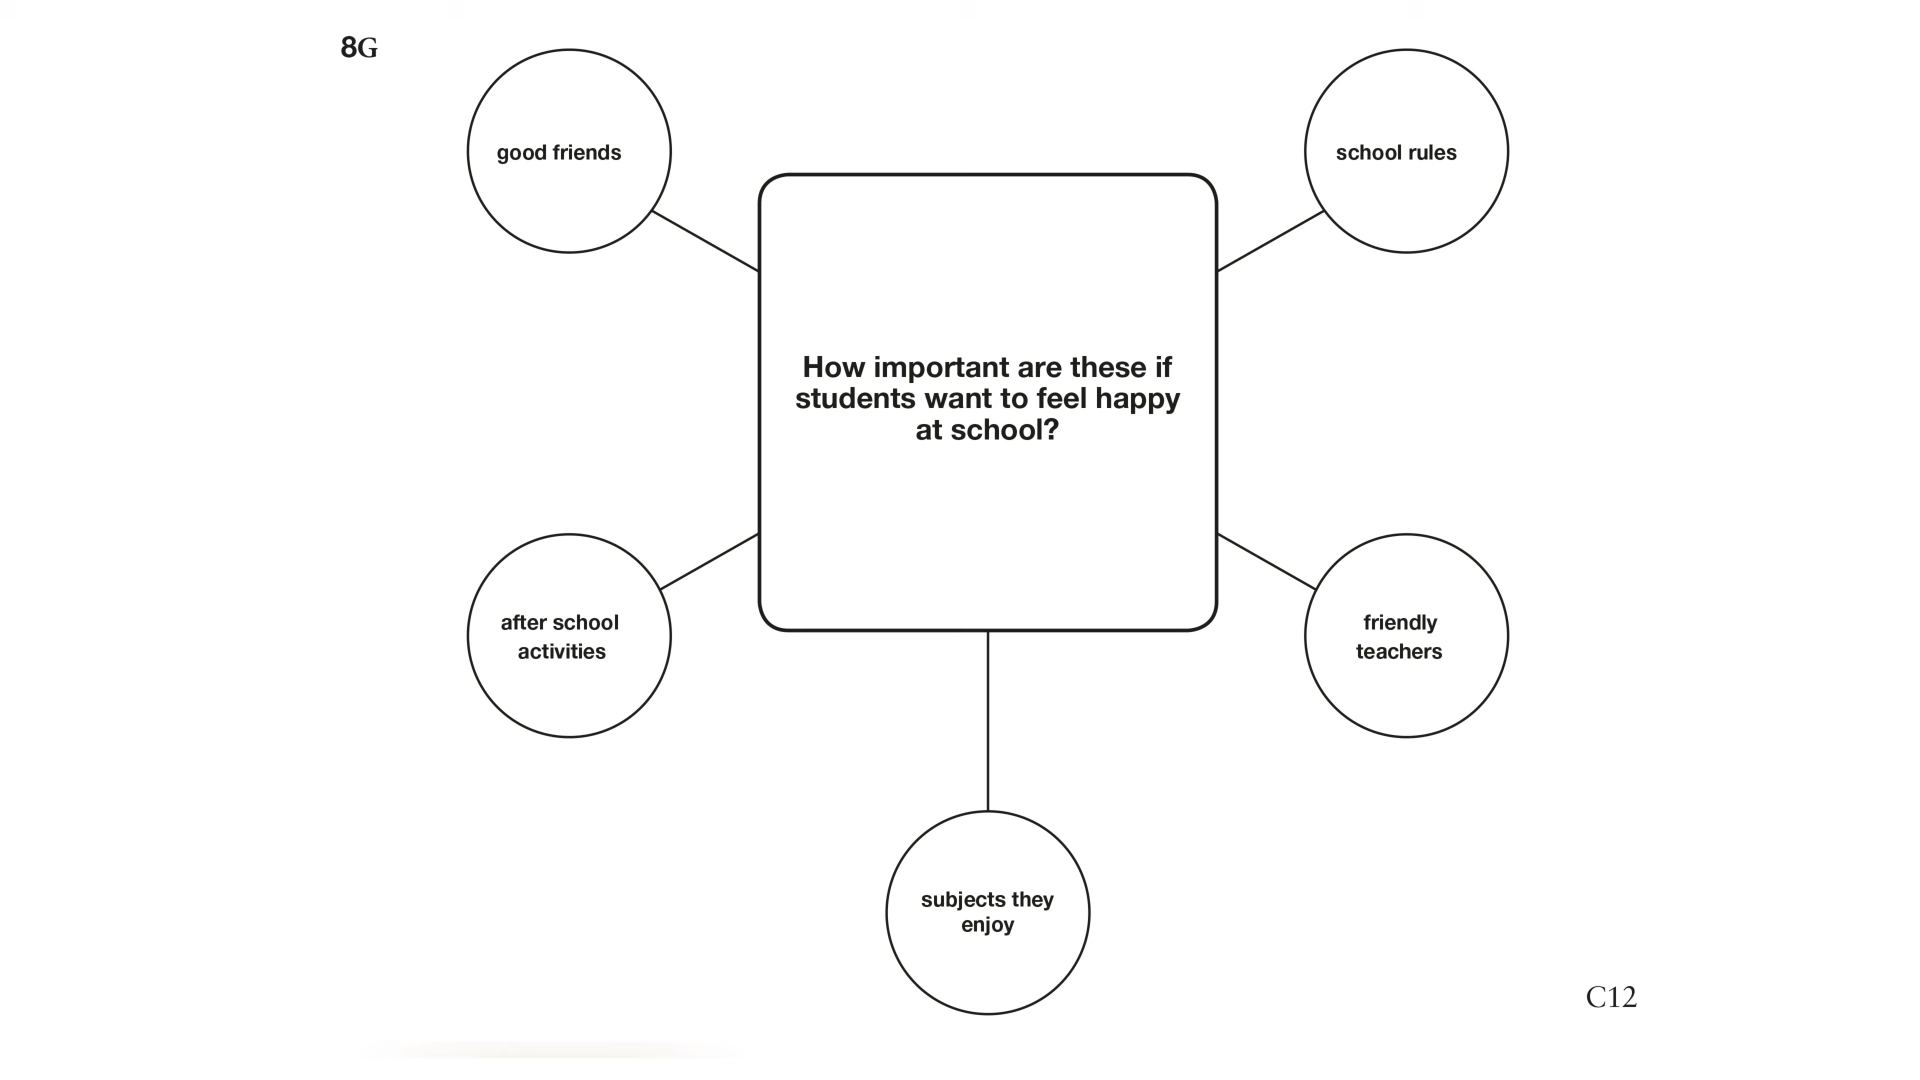 8G
good friends
school rules
How important are these if
students want to feel happy
at school?
after school
activities
friendly
teachers
subjects they
enjoy
C12